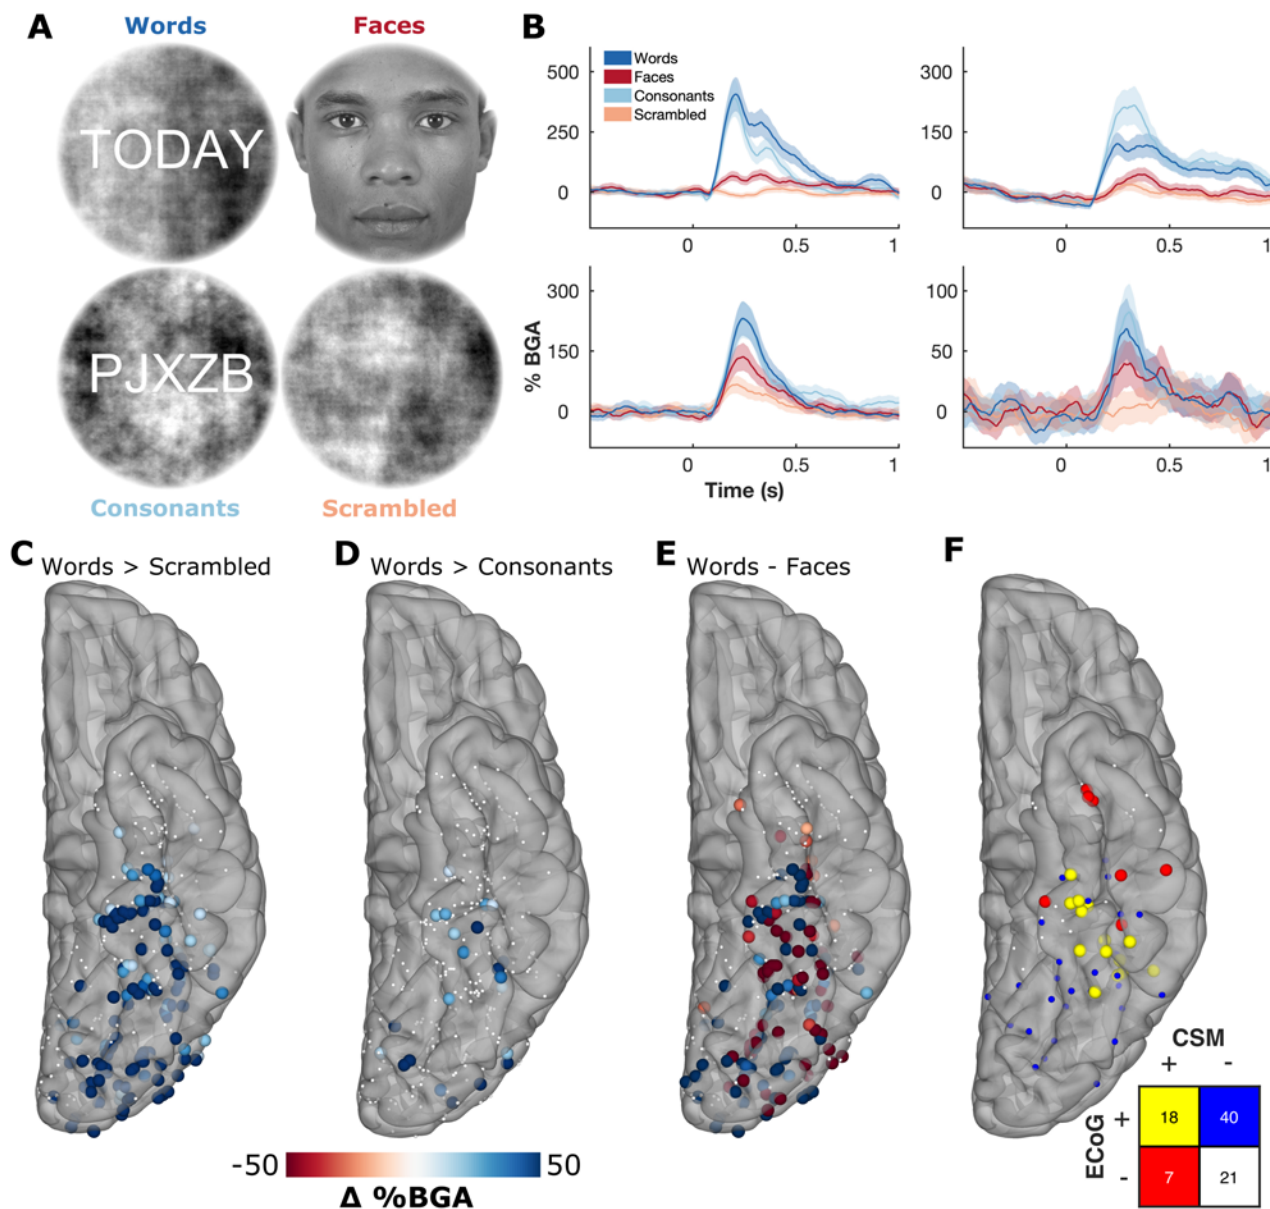 A
Words
Faces
TODAY
PJXZB
Consonants
Scrambled
B
Words
Faces
Consonants
Scrambled
500
250
0
0
0.5
1
300
150
0
0
0.5
1
% BGA
300
150
0
0
0.5
1
Time (s)
100
50
0
0
0.5
1
C
Words > Scrambled
D
Words > Consonants
E
Words - Faces
F
-50
50
Δ %BGA
CSM
+ -
ECoG
+ 18 40
- 7 21